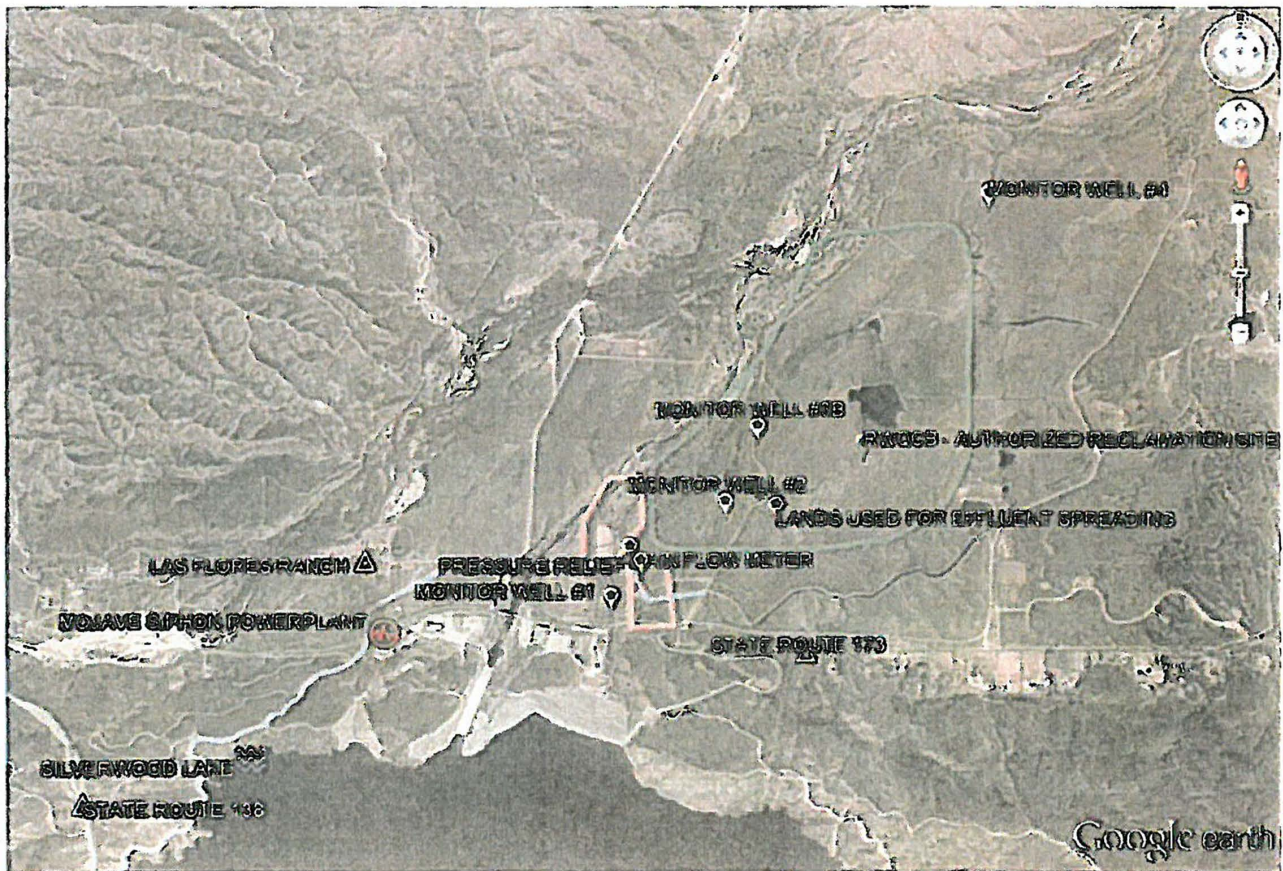 MONITOR WELL #4
MONITOR WELL #3B
RWQCB - AUTHORIZED RECLAMATION SITE
MONITOR WELL #2
LANDS USED FOR EFFLUENT SPREADING
LAS FLORES RANCH
PRESSURE RELIEF
FLOW METER
MONITOR WELL #1
MOJAVE SIPHON POWERPLANT
STATE ROUTE 173
SILVERWOOD LAKE
STATE ROUTE 138
Google earth